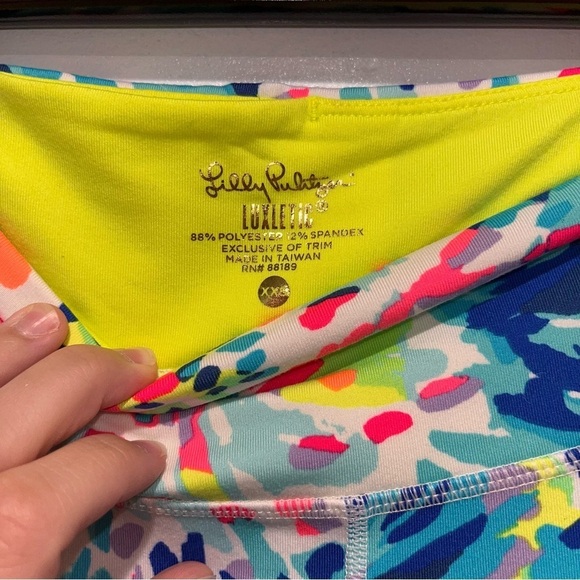 Lilly Pulitzer
LUXLETIC®
88% POLYESTER 12% SPANDEX
EXCLUSIVE OF TRIM
MADE IN TAIWAN
RN# 88189
XXS